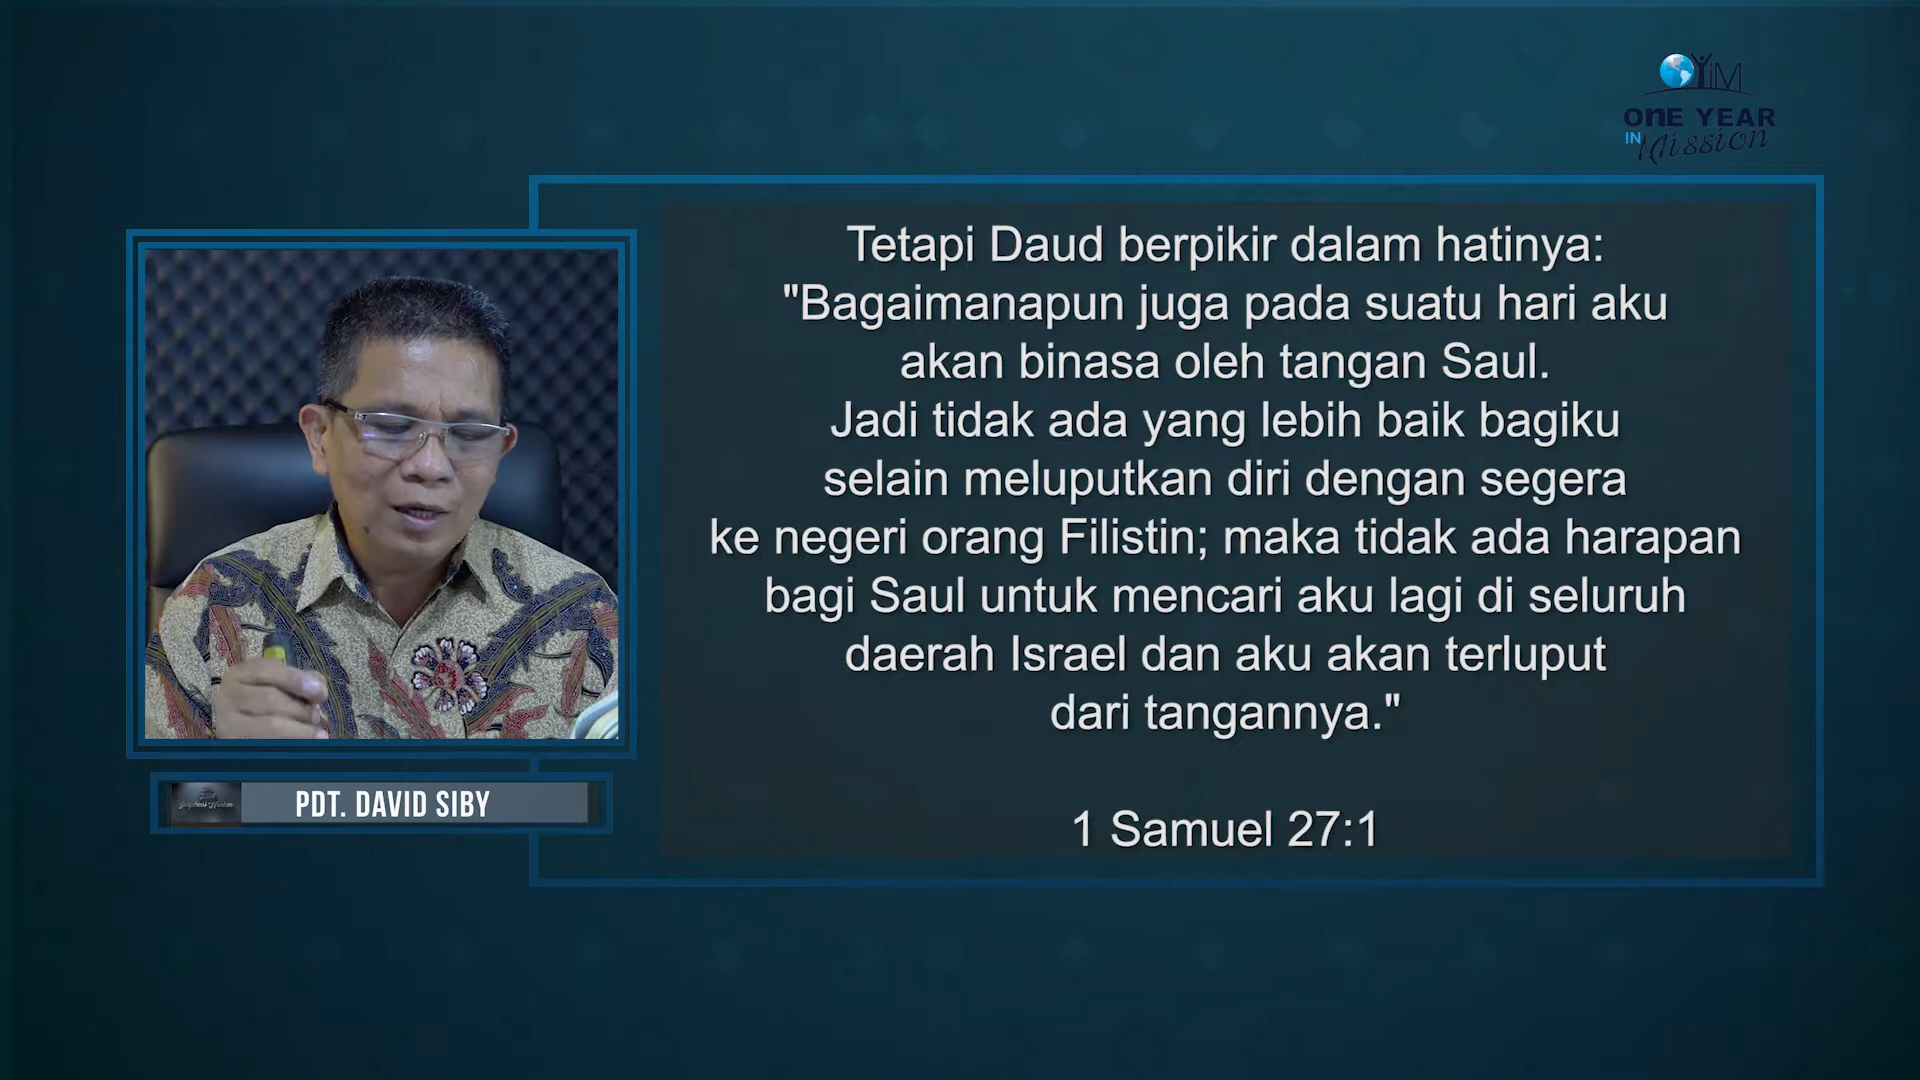 YiM
ONE YEAR
IN Mission
Tetapi Daud berpikir dalam hatinya:
"Bagaimanapun juga pada suatu hari aku
akan binasa oleh tangan Saul.
Jadi tidak ada yang lebih baik bagiku
selain meluputkan diri dengan segera
ke negeri orang Filistin; maka tidak ada harapan
bagi Saul untuk mencari aku lagi di seluruh
daerah Israel dan aku akan terluput
dari tangannya."
1 Samuel 27:1
PDT. DAVID SIBY